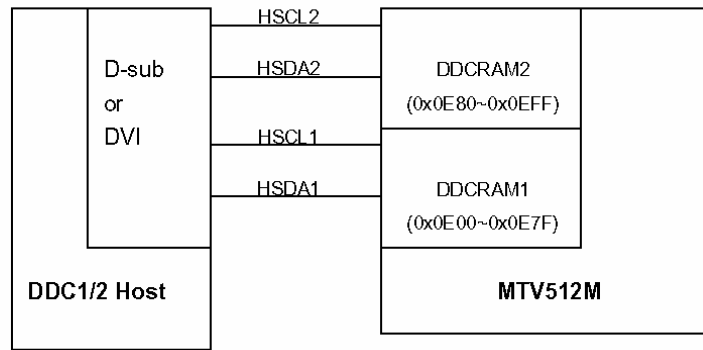 HSCL2
D-sub
or
DVI
HSDA2
DDCRAM2
(0x0E80~0x0EFF)
HSCL1
HSDA1
DDCRAM1
(0x0E00~0x0E7F)
DDC1/2 Host
MTV512M